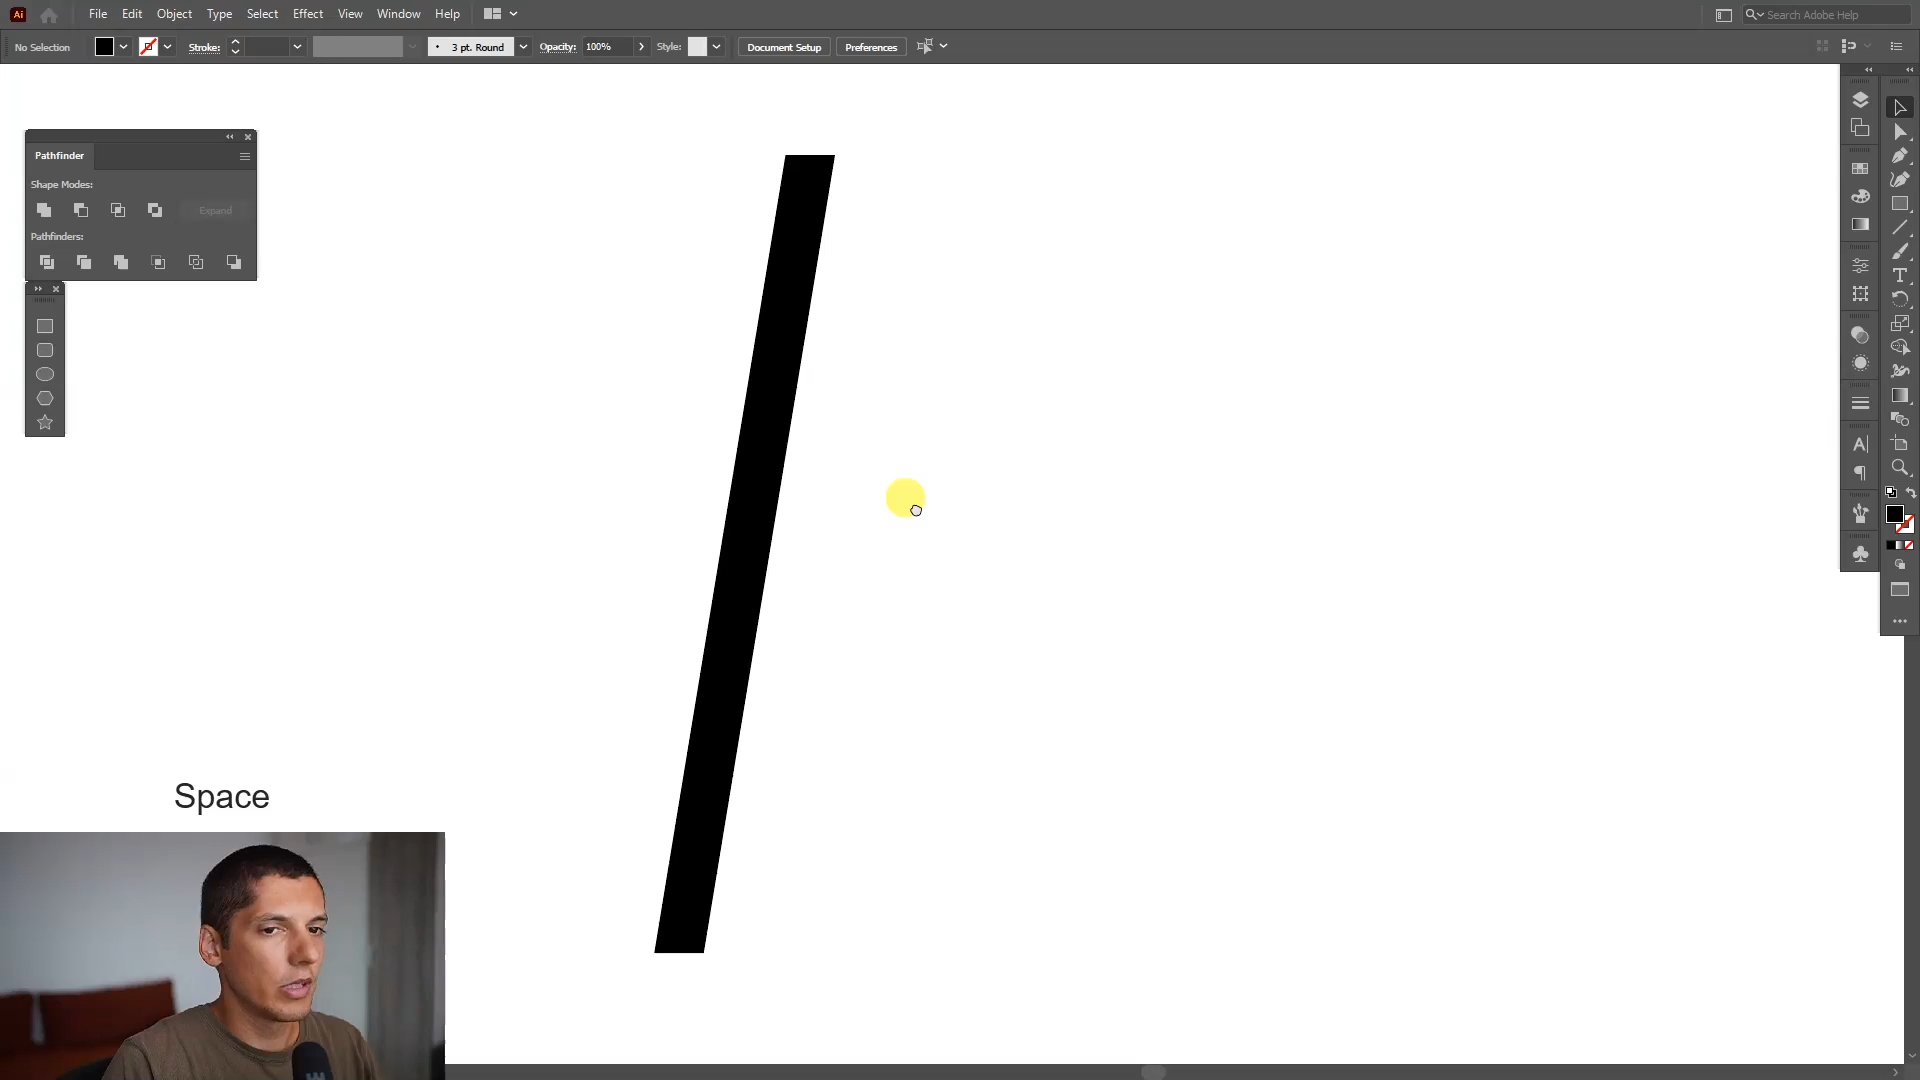 Ai File Edit Object Type Select Effect View Window Help Search Adobe Help
No Selection Stroke: 3 pt. Round Opacity: 100% Style: Document Setup Preferences
Pathfinder
Shape Modes:
Expand
Pathfinders:
Space